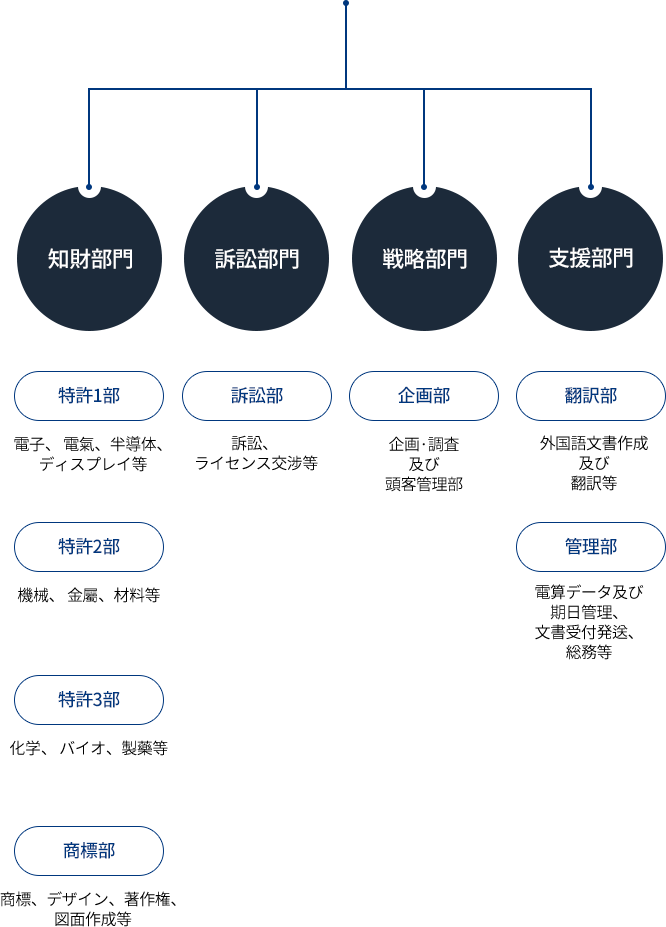 知財部門
訴訟部門
戦略部門
支援部門
特許1部
電子、電氣、半導体、
ディスプレイ等
特許2部
機械、金屬、材料等
特許3部
化学、バイオ、製藥等
商標部
商標、デザイン、著作権、
図面作成等
訴訟部
訴訟、
ライセンス交渉等
企画部
企画·調査
及び
頭客管理部
翻訳部
外国語文書作成
及び
翻訳等
管理部
電算データ及び
期日管理、
文書受付発送、
総務等